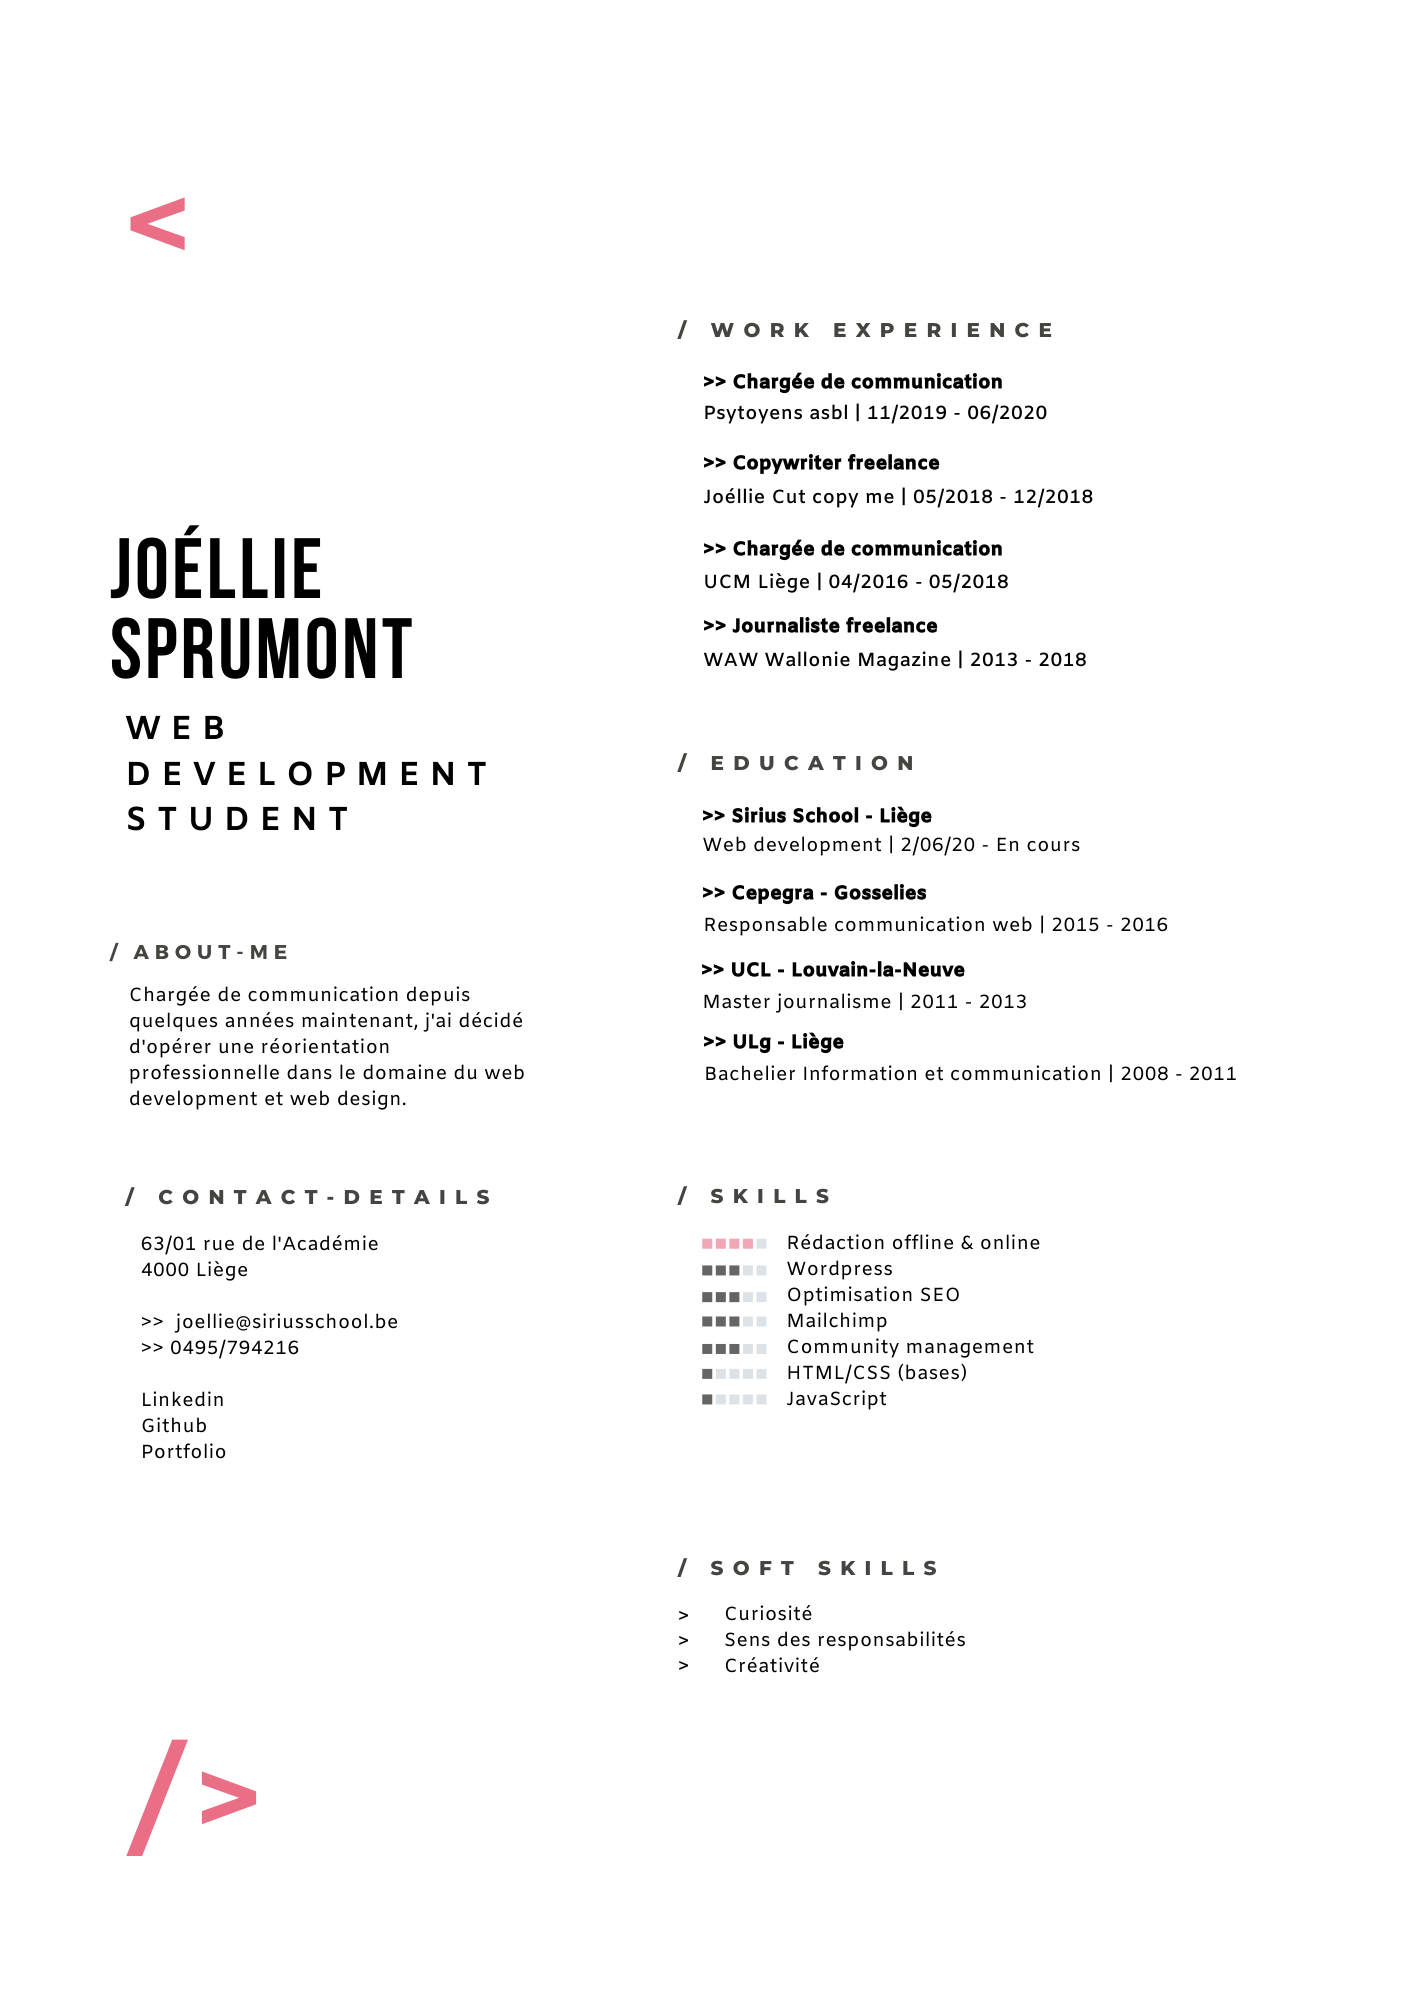 <
JOÉLLIE
SPRUMONT
WEB
DEVELOPMENT
STUDENT
/ ABOUT-ME
Chargée de communication depuis
quelques années maintenant, j'ai décidé
d'opérer une réorientation
professionnelle dans le domaine du web
development et web design.
/ CONTACT-DETAILS
63/01 rue de l'Académie
4000 Liège
>> joellie@siriusschool.be
>> 0495/794216
Linkedin
Github
Portfolio
/>
/ WORK EXPERIENCE
>> Chargée de communication
Psytoyens asbl | 11/2019 - 06/2020
>> Copywriter freelance
Joéllie Cut copy me | 05/2018 - 12/2018
>> Chargée de communication
UCM Liège | 04/2016 - 05/2018
>> Journaliste freelance
WAW Wallonie Magazine | 2013 - 2018
/ EDUCATION
>> Sirius School - Liège
Web development | 2/06/20 - En cours
>> Cepegra - Gosselies
Responsable communication web | 2015 - 2016
>> UCL - Louvain-la-Neuve
Master journalisme | 2011 - 2013
>> ULg - Liège
Bachelier Information et communication | 2008 - 2011
/ SKILLS
Rédaction offline & online
Wordpress
Optimisation SEO
Mailchimp
Community management
HTML/CSS (bases)
JavaScript
/ SOFT SKILLS
> Curiosité
> Sens des responsabilités
> Créativité